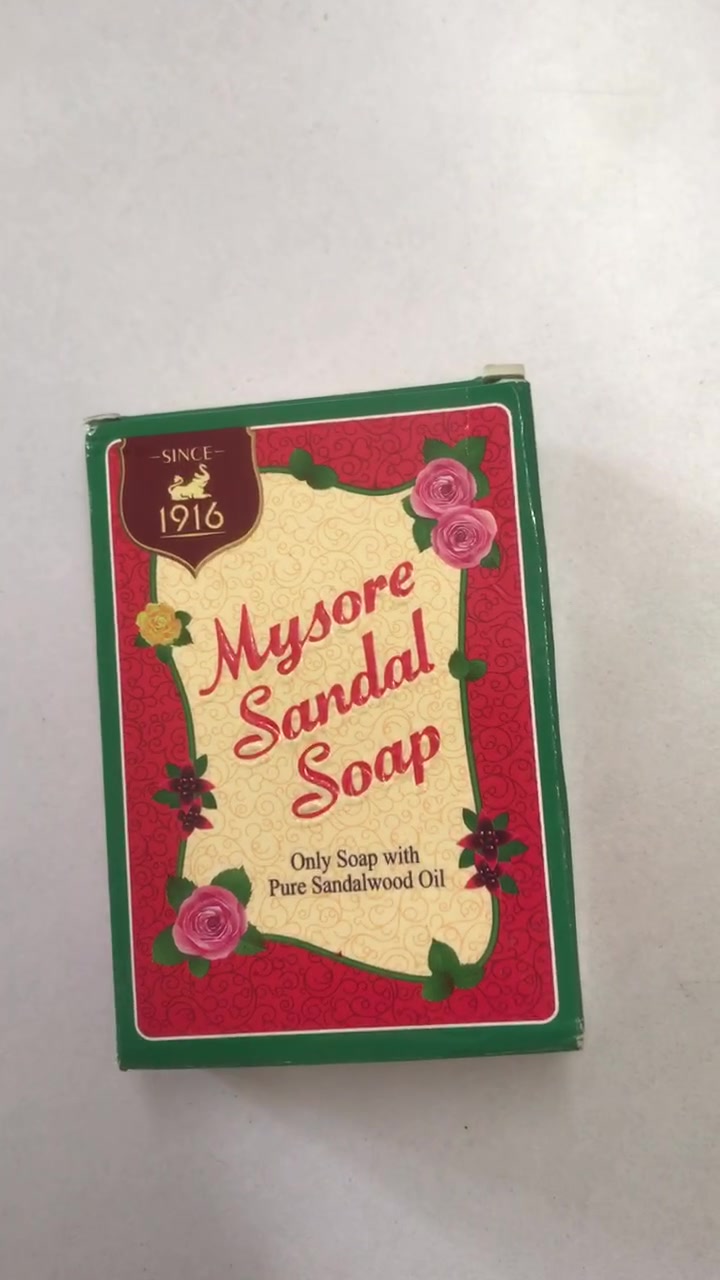 -SINCE-
1916
Mysore
Sandal
Soap
Only Soap with
Pure Sandalwood Oil